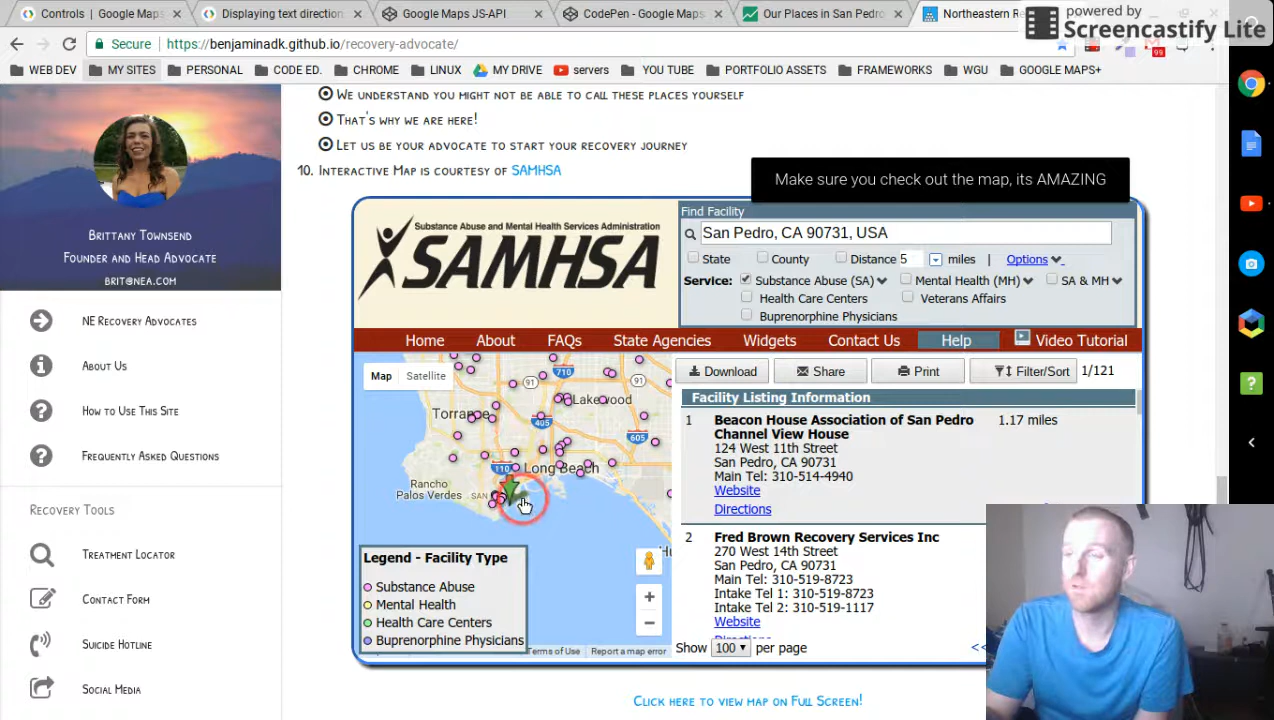 Controls | Google Maps
Displaying text direction
Google Maps JS-API
CodePen - Google Maps
Our Places in San Pedro
Northeastern Re
powered by
Screencastify Lite
Secure
https://benjaminadk.github.io/recovery-advocate/
99
WEB DEV
MY SITES
PERSONAL
CODE ED.
CHROME
LINUX
MY DRIVE
servers
YOU TUBE
PORTFOLIO ASSETS
FRAMEWORKS
WGU
GOOGLE MAPS+
Brittany Townsend
Founder and Head Advocate
brit@nea.com
NE Recovery Advocates
About Us
How to Use This Site
Frequently Asked Questions
Recovery Tools
Treatment Locator
Contact Form
Suicide Hotline
Social Media
We understand you might not be able to call these places yourself
That's why we are here!
Let us be your advocate to start your recovery journey
10. Interactive Map is courtesy of SAMHSA
Make sure you check out the map, its AMAZING
Substance Abuse and Mental Health Services Administration
SAMHSA
Find Facility
San Pedro, CA 90731, USA
State County Distance 5 miles | Options
Service: Substance Abuse (SA) Mental Health (MH) SA & MH
Health Care Centers Veterans Affairs
Buprenorphine Physicians
Home About FAQs State Agencies Widgets Contact Us Help Video Tutorial
Map Satellite
710
91
91
Lakewood
Torrance
405
605
110
Long Beach
Rancho
Palos Verdes
SAN
Legend - Facility Type
Substance Abuse
Mental Health
Health Care Centers
Buprenorphine Physicians
Terms of Use Report a map error
Download Share Print Filter/Sort 1/121
Facility Listing Information
1 Beacon House Association of San Pedro 1.17 miles
Channel View House
124 West 11th Street
San Pedro, CA 90731
Main Tel: 310-514-4940
Website
Directions
2 Fred Brown Recovery Services Inc
270 West 14th Street
San Pedro, CA 90731
Main Tel: 310-519-8723
Intake Tel 1: 310-519-8723
Intake Tel 2: 310-519-1117
Website
Directions
Show 100 per page <<
Click here to view map on Full Screen!